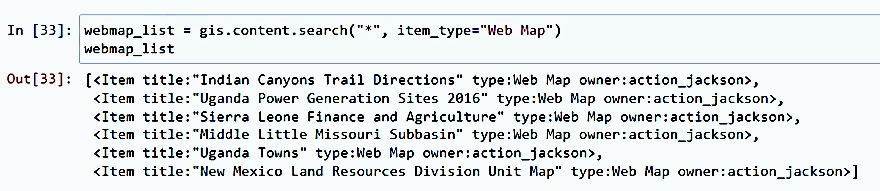 In [33]: webmap_list = gis.content.search("*", item_type="Web Map")
webmap_list
Out[33]: [<Item title:"Indian Canyons Trail Directions" type:Web Map owner:action_jackson>,
<Item title:"Uganda Power Generation Sites 2016" type:Web Map owner:action_jackson>,
<Item title:"Sierra Leone Finance and Agriculture" type:Web Map owner:action_jackson>,
<Item title:"Middle Little Missouri Subbasin" type:Web Map owner:action_jackson>,
<Item title:"Uganda Towns" type:Web Map owner:action_jackson>,
<Item title:"New Mexico Land Resources Division Unit Map" type:Web Map owner:action_jackson>]